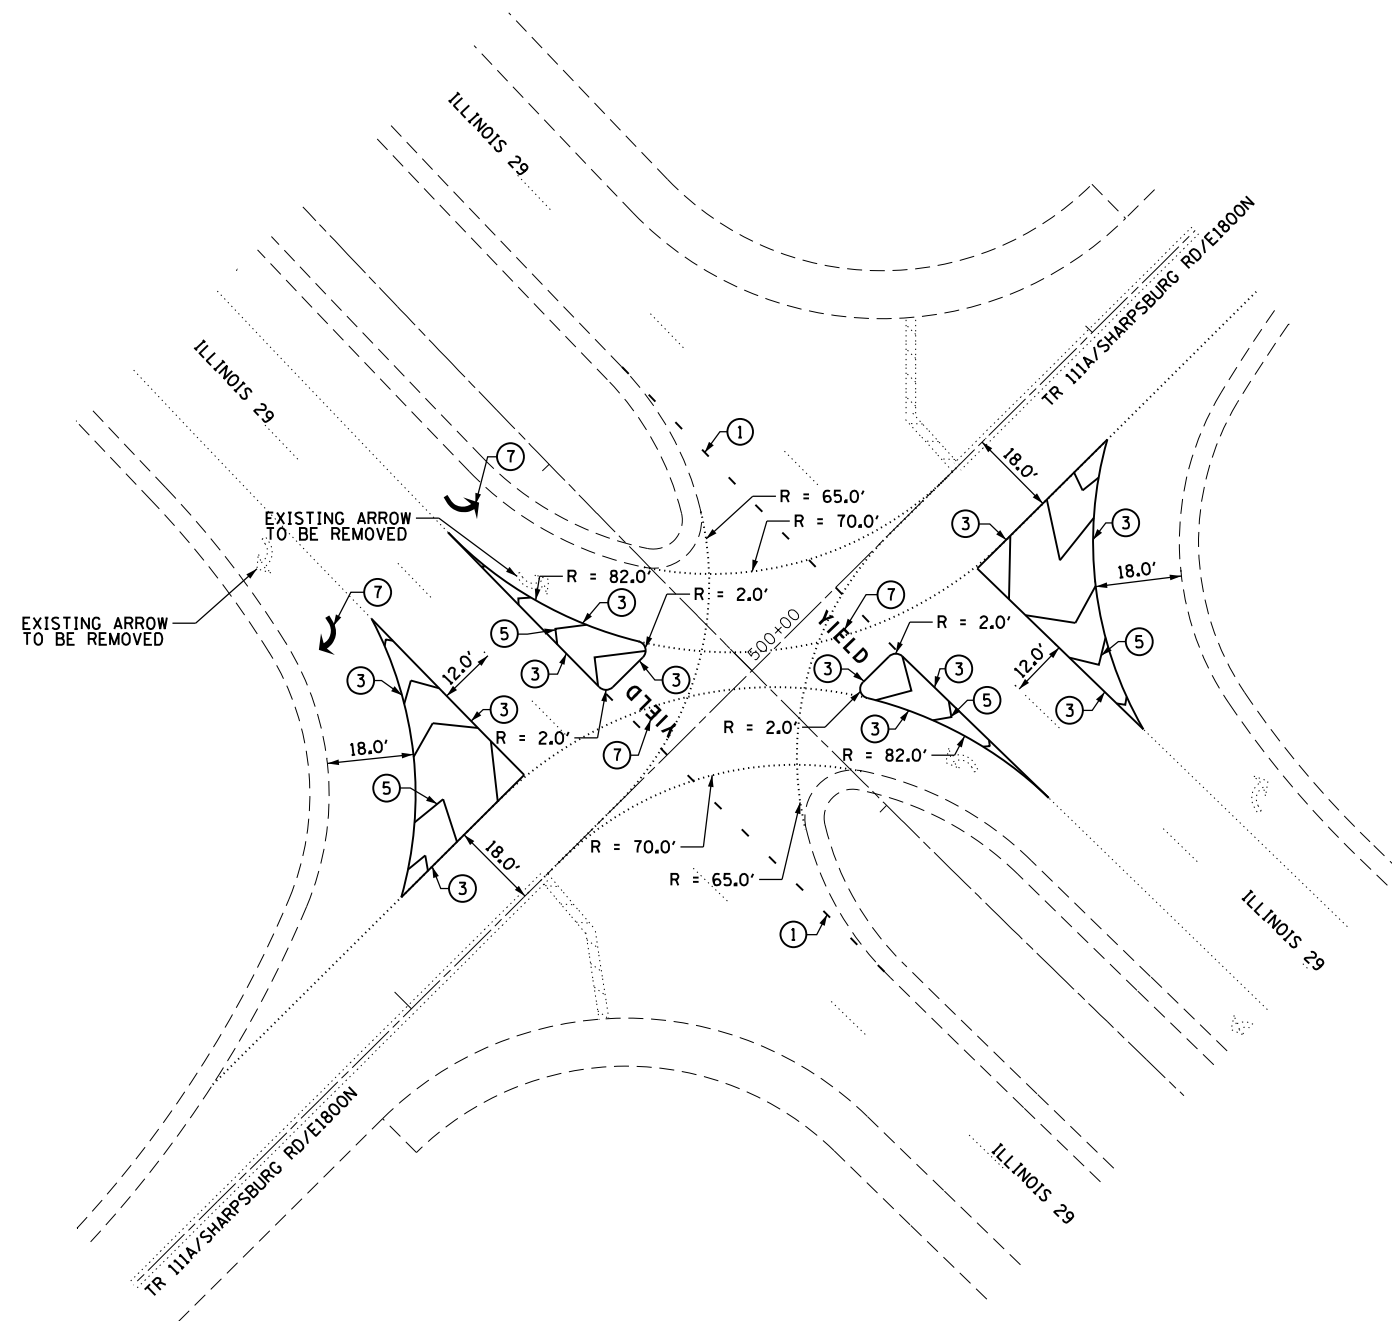 ILLINOIS 29
TR 111A/SHARPSBURG RD/E1800N
ILLINOIS 29
1
7
18.0'
R = 65.0'
R = 70.0'
EXISTING ARROW
TO BE REMOVED
3
3
R = 82.0'
18.0'
7
R = 2.0'
7
3
EXISTING ARROW
TO BE REMOVED
5
500+00
YIELD
R = 2.0'
5
12.0'
3
3
3
3
12.0'
3
YIELD
3
5
3
R = 2.0'
R = 2.0'
3
18.0'
7
R = 82.0'
5
R = 70.0'
18.0'
3
R = 65.0'
1
ILLINOIS 29
TR 111A/SHARPSBURG RD/E1800N
ILLINOIS 29